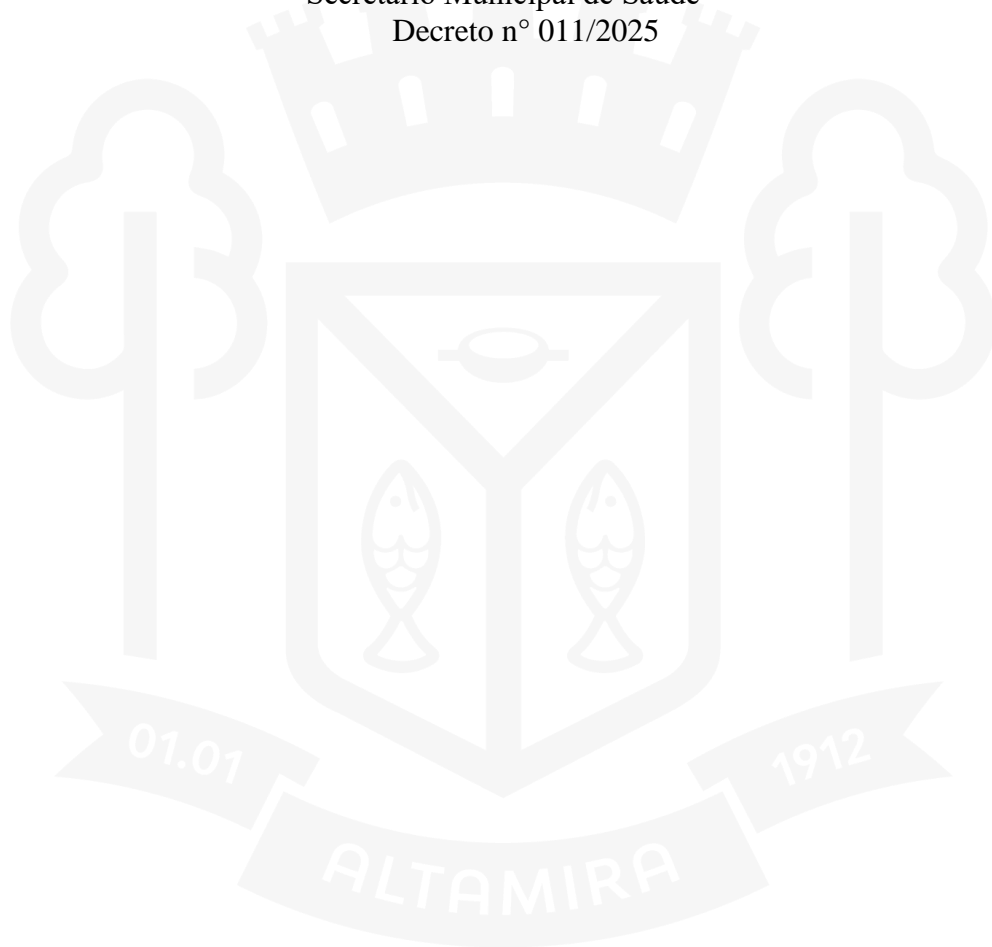 Secretário Municipal de Saúde
Decreto n° 011/2025
01.01
1912
ALTAMIRA